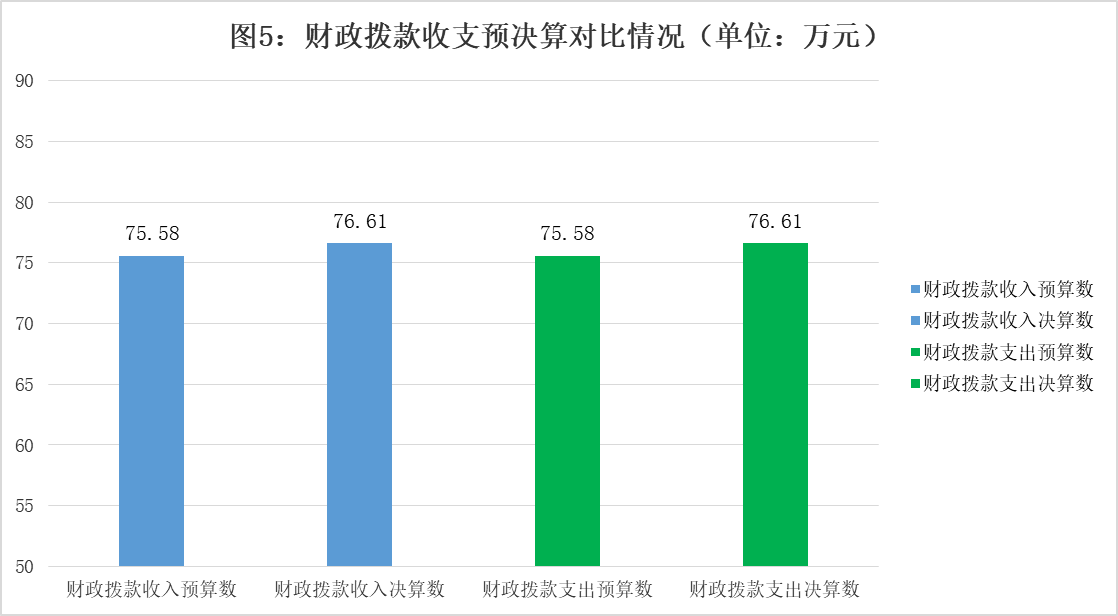 图5：财政拨款收支预决算对比情况（单位：万元）
90
85
80
75
70
65
60
55
50
75.58
76.61
75.58
76.61
财政拨款收入预算数
财政拨款收入决算数
财政拨款支出预算数
财政拨款支出决算数
财政拨款收入预算数
财政拨款收入决算数
财政拨款支出预算数
财政拨款支出决算数